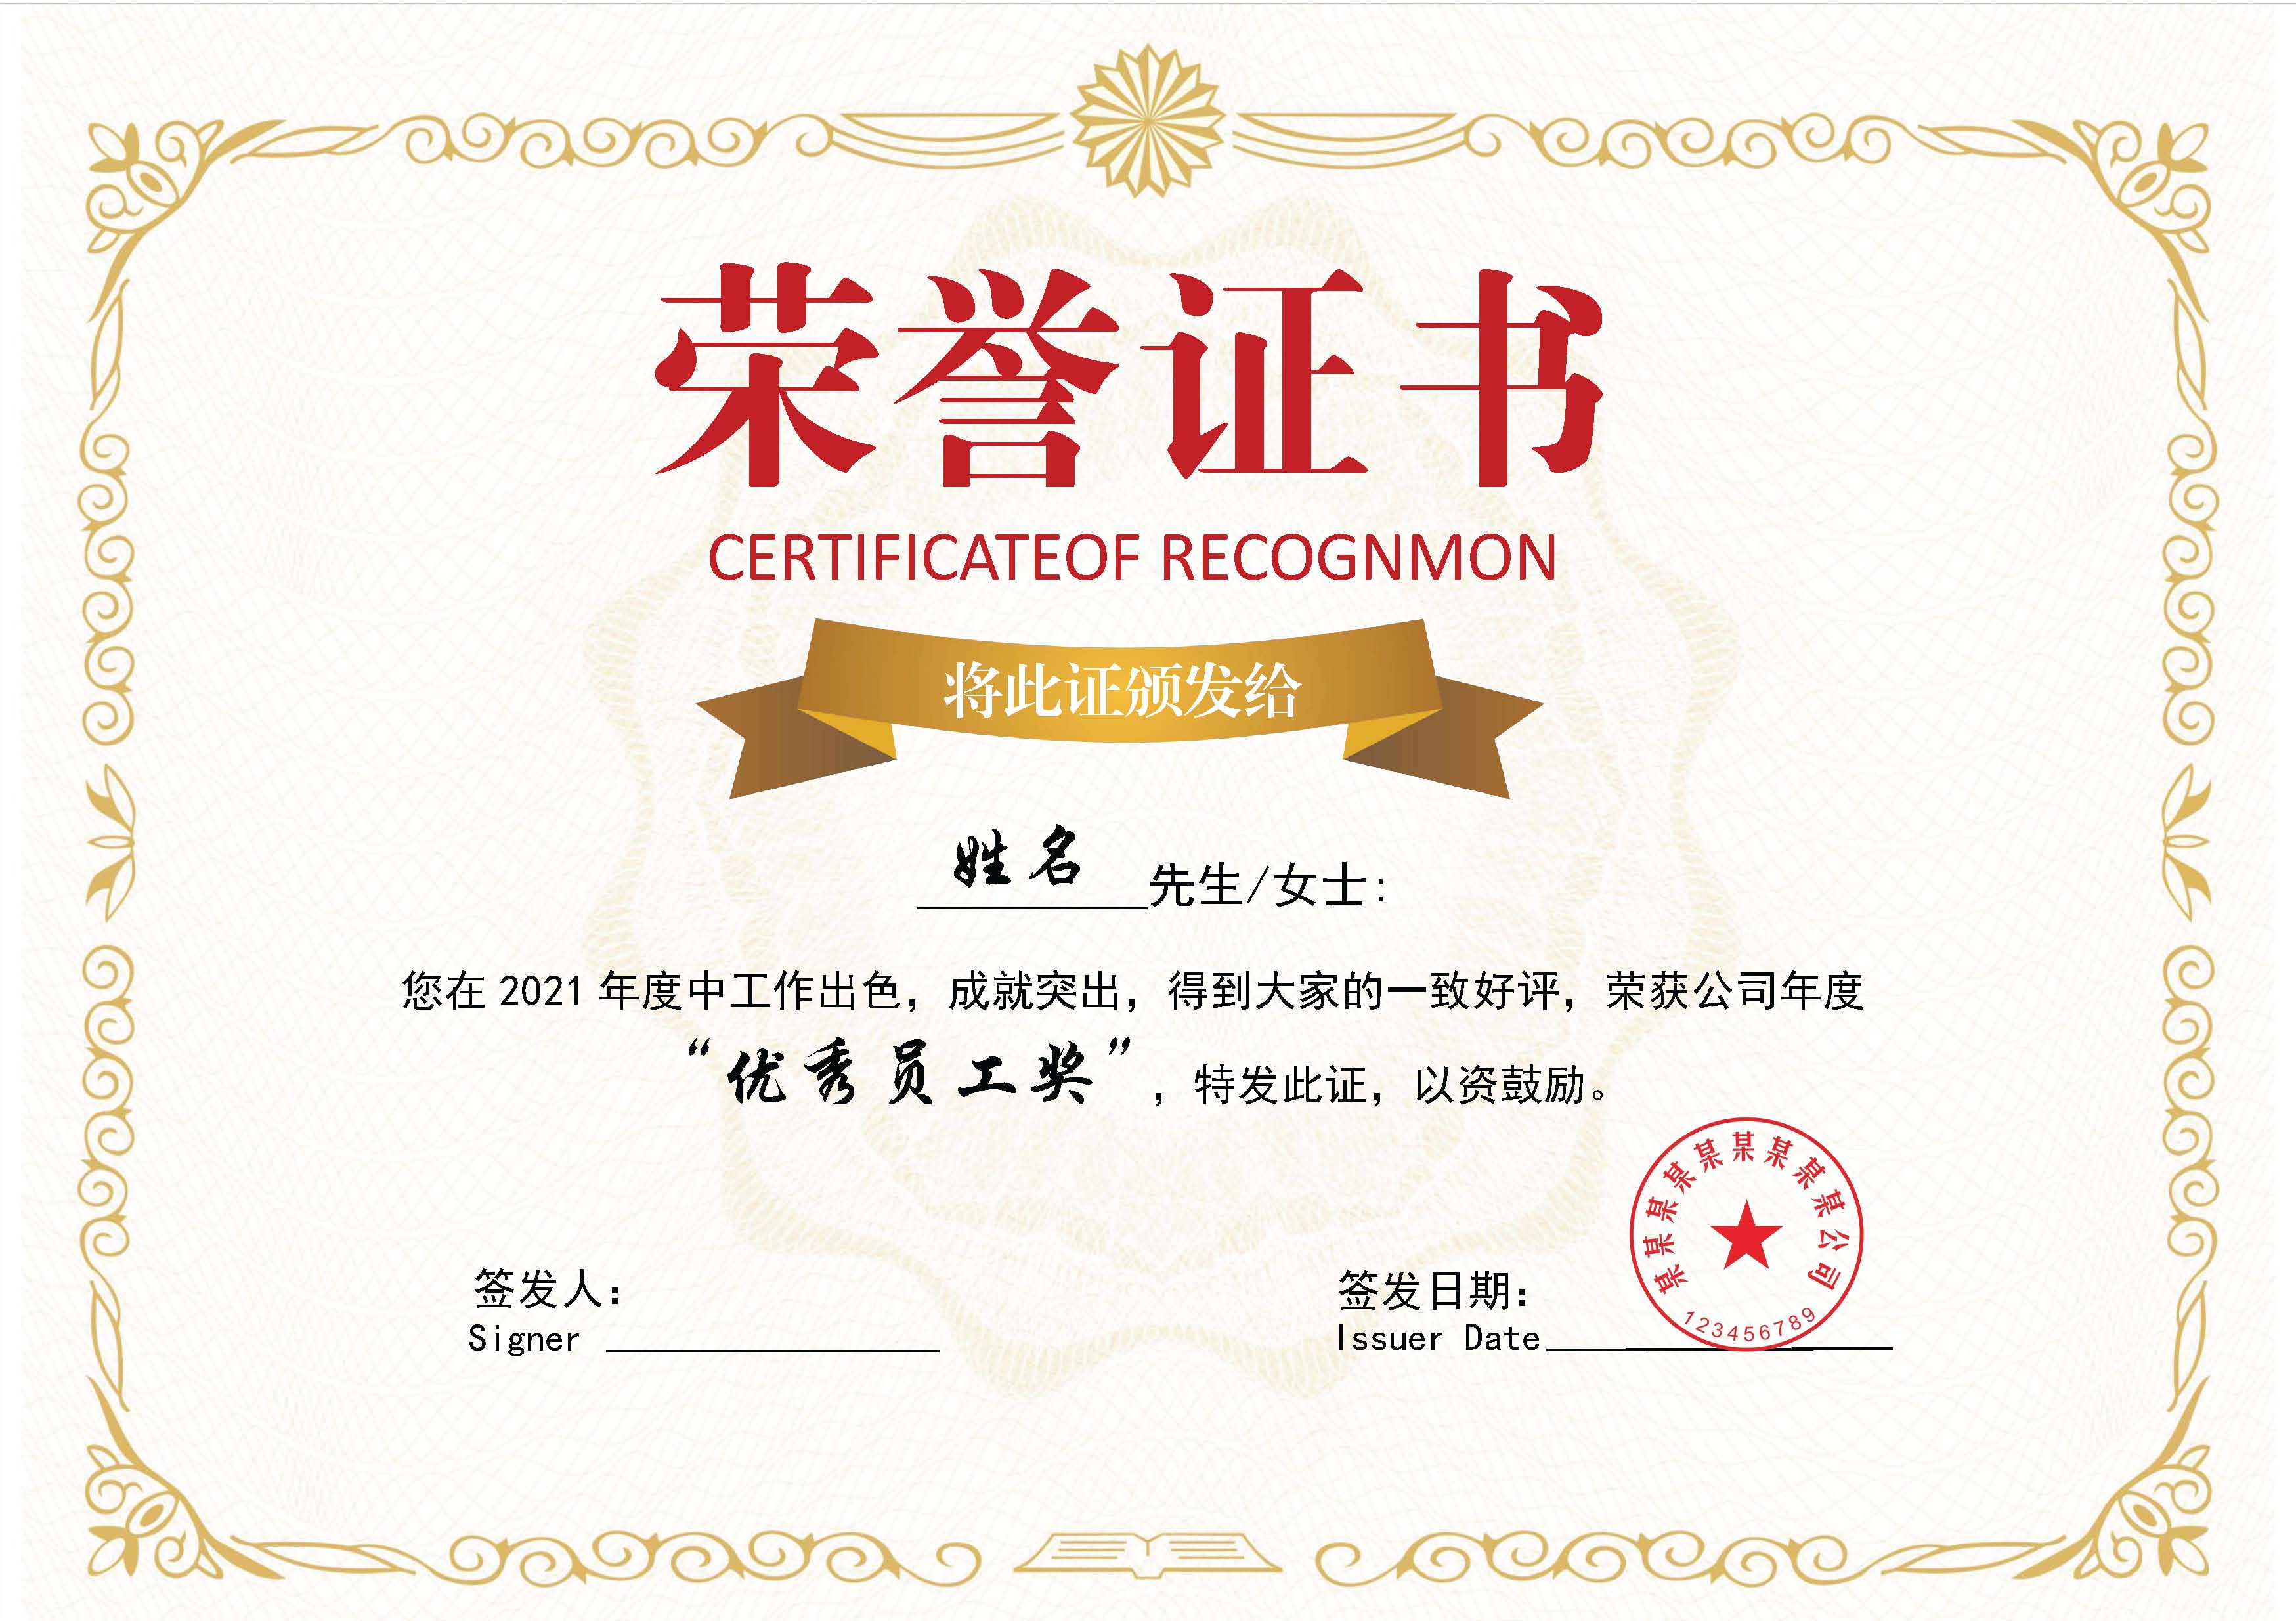 荣誉证书
CERTIFICATEOF RECOGNMON
将此证颁发给
姓名 先生/女士:
您在 2021 年度中工作出色，成就突出，得到大家的一致好评，荣获公司年度
“优秀员工奖”，特发此证，以资鼓励。
某某某某某某某某某公司
123456789
签发人：
Signer
签发日期：
Issuer Date